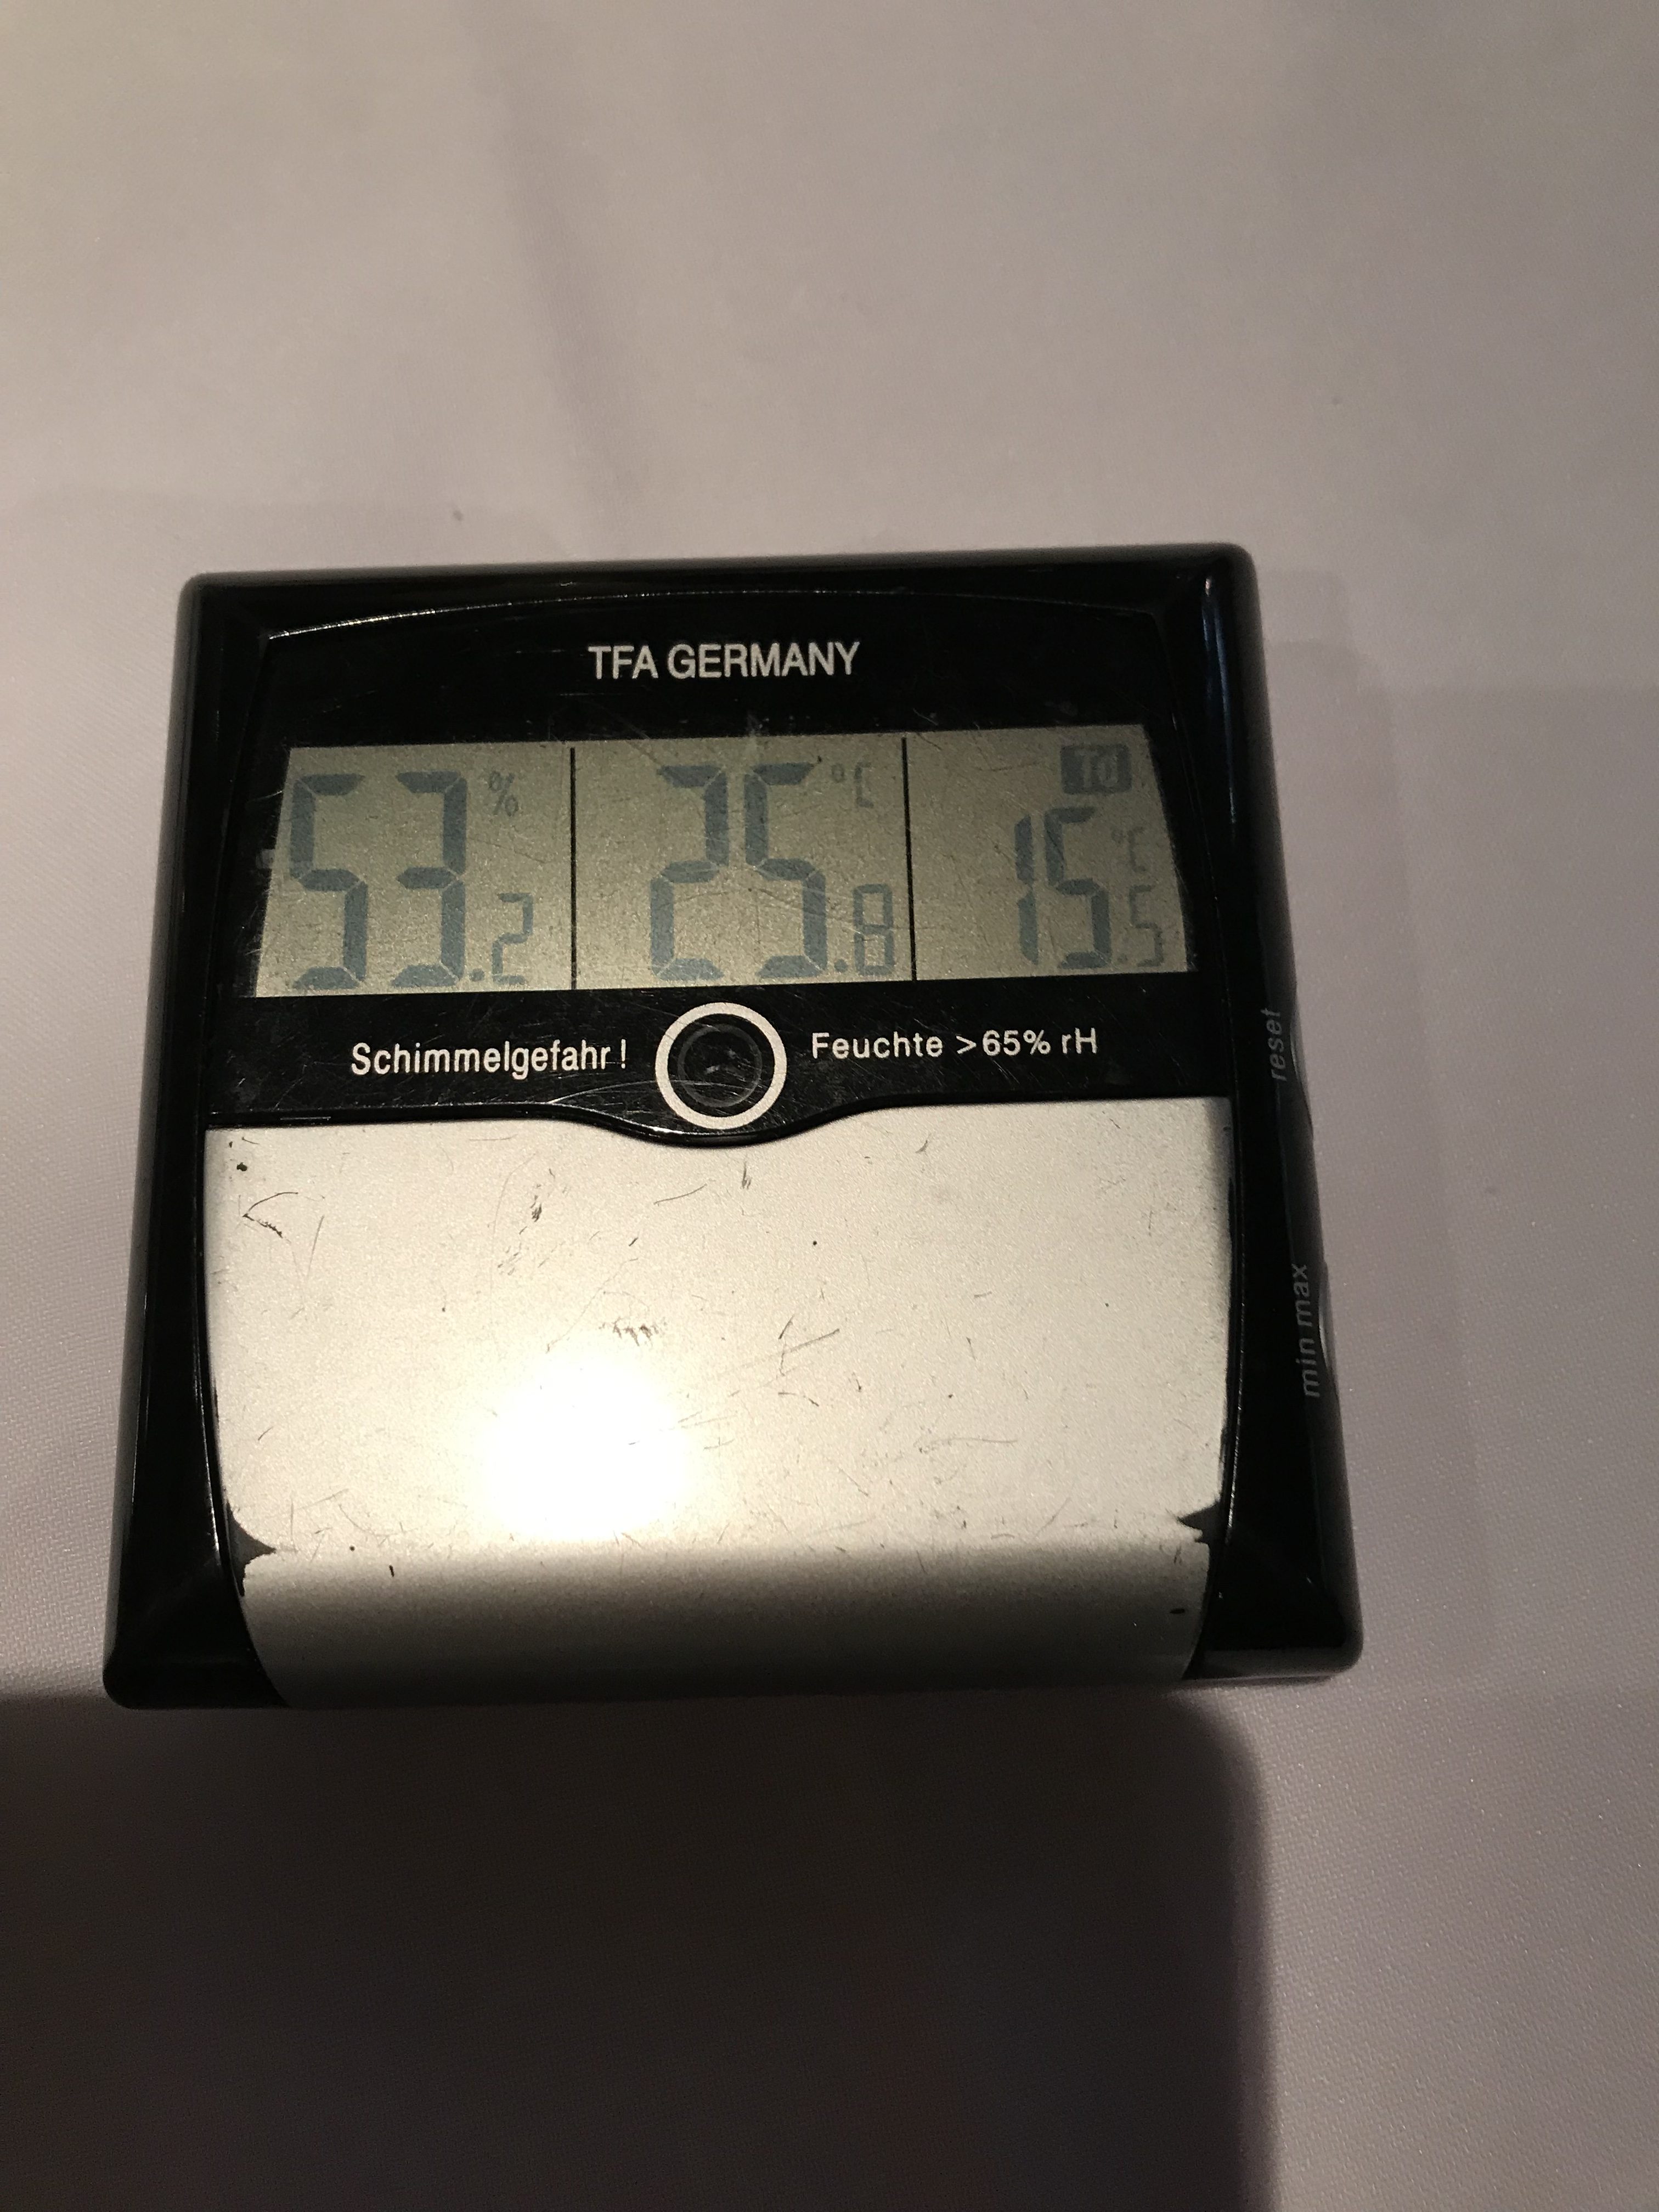 TFA GERMANY
53.2 % 25.8 °C 15.5 °C Td
Schimmelgefahr ! Feuchte >65% rH
reset
min max